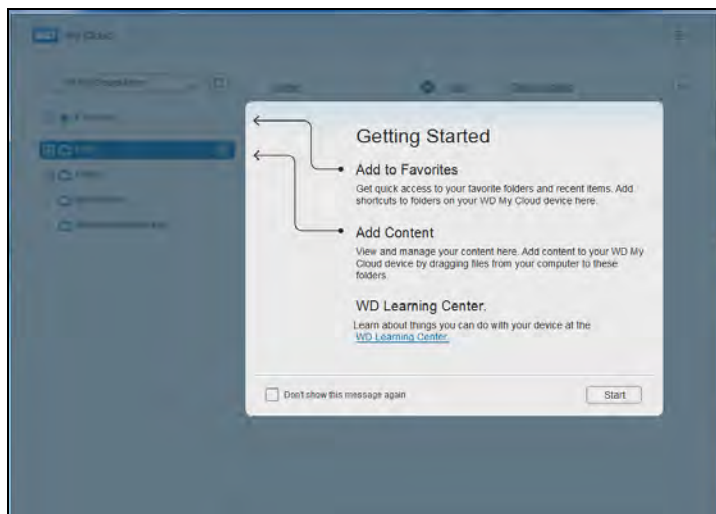 WD My Cloud
Getting Started
Add to Favorites
Get quick access to your favorite folders and recent items. Add
shortcuts to folders on your WD My Cloud device here.
Add Content
View and manage your content here. Add content to your WD My
Cloud device by dragging files from your computer to these
folders.
WD Learning Center.
Learn about things you can do with your device at the
WD Learning Center.
Don't show this message again
Start